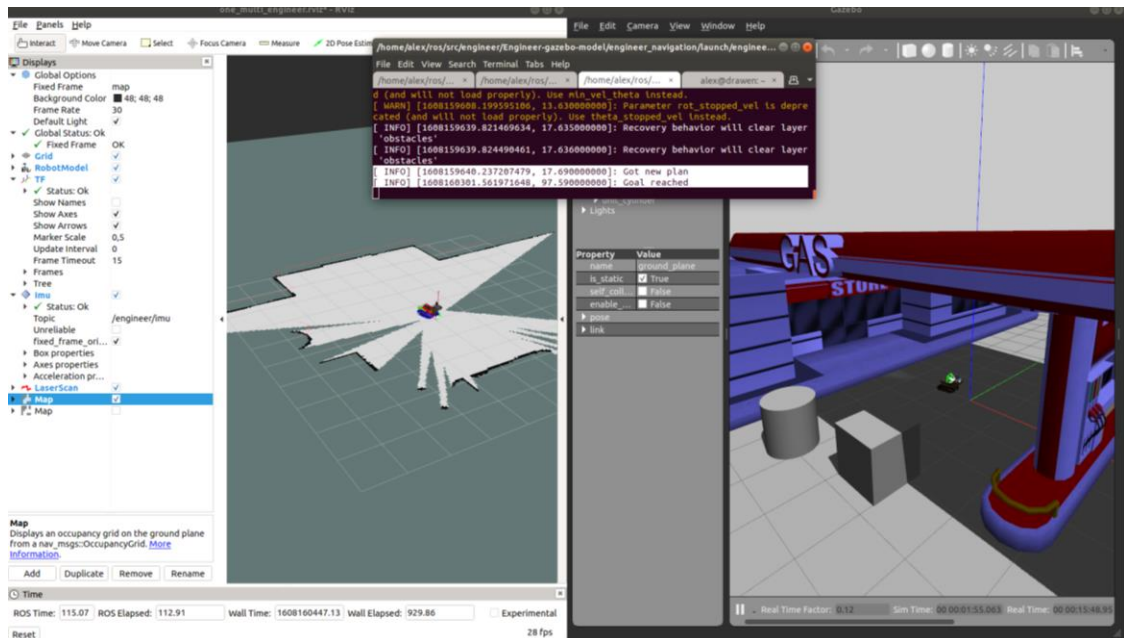 one_multi_engineer.rviz* - RViz
File Panels Help
Interact Move Camera Select Focus Camera Measure 2D Pose Estim
Displays
Global Options
Fixed Frame map
Background Color 48; 48; 48
Frame Rate 30
Default Light
Global Status: Ok
Fixed Frame OK
Grid
RobotModel
TF
Status: Ok
Show Names
Show Axes
Show Arrows
Marker Scale 0,5
Update Interval 0
Frame Timeout 15
Frames
Tree
Imu
Status: Ok
Topic /engineer/imu
Unreliable
fixed_frame_ori...
Box properties
Axes properties
Acceleration pr...
LaserScan
Map
Map
Map
Displays an occupancy grid on the ground plane
from a nav_msgs::OccupancyGrid. More
Information.
Add Duplicate Remove Rename
Time
ROS Time: 115.07 ROS Elapsed: 112.91 Wall Time: 1608160447.13 Wall Elapsed: 929.86 Experimental
Reset 28 fps
/home/alex/ros/src/engineer/Engineer-gazebo-model/engineer_navigation/launch/enginee...
File Edit View Search Terminal Tabs Help
/home/alex/ros/... × /home/alex/ros/... × /home/alex/ros/... × alex@drawen: ~ ×
d (and will not load properly). Use min_vel_theta instead.
[ WARN] [1608159608.199595106, 13.630000000]: Parameter rot_stopped_vel is depre
cated (and will not load properly). Use theta_stopped_vel instead.
[ INFO] [1608159639.821469634, 17.635000000]: Recovery behavior will clear layer
'obstacles'
[ INFO] [1608159639.824490461, 17.636000000]: Recovery behavior will clear layer
'obstacles'
[ INFO] [1608159640.237207479, 17.690000000]: Got new plan
[ INFO] [1608160301.561971648, 97.590000000]: Goal reached
Gazebo
File Edit Camera View Window Help
unit_cylinder
Lights
Property Value
name ground_plane
is_static True
self_coll... False
enable_... False
pose
link
GAS
STORE
Real Time Factor: 0.12 Sim Time: 00 00:01:55.063 Real Time: 00 00:15:48.95